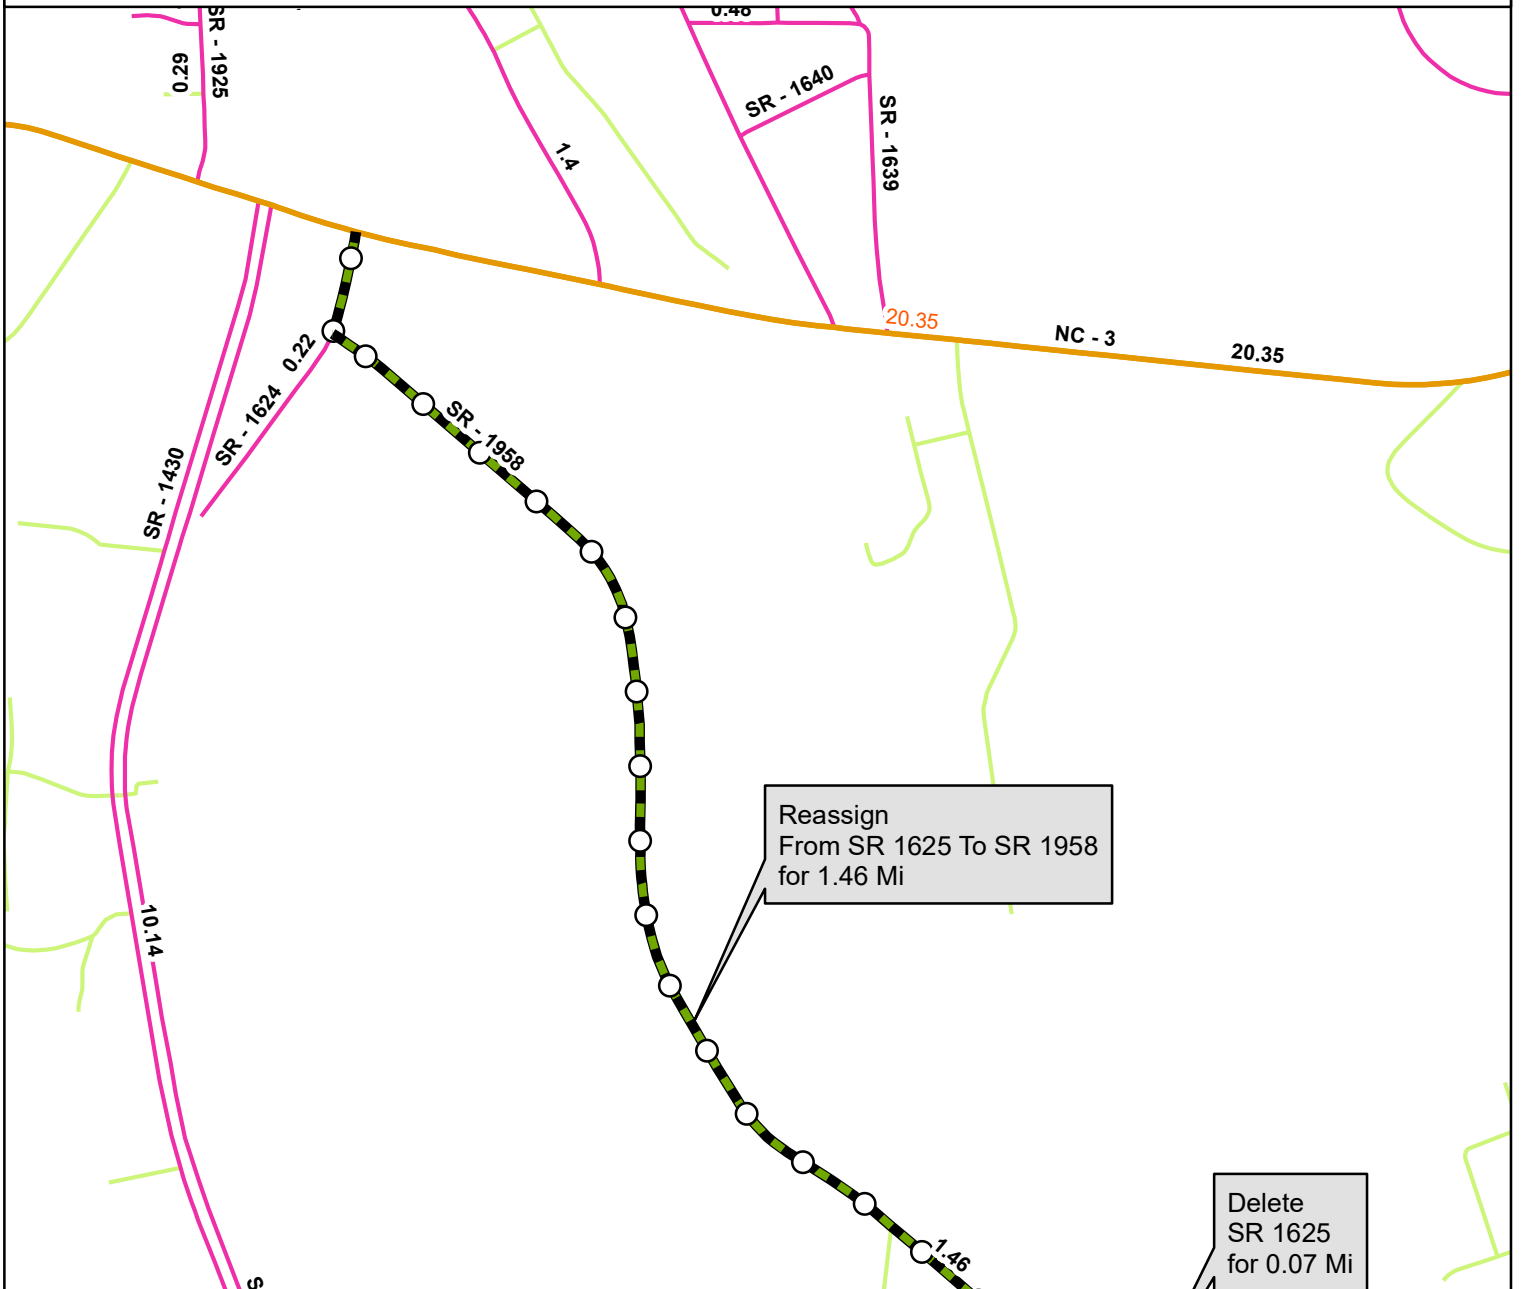 0.48
SR - 1925
0.29
SR - 1640
SR - 1639
1.4
20.35
NC - 3
20.35
0.22
SR - 1624
SR - 1958
SR - 1430
Reassign
From SR 1625 To SR 1958
for 1.46 Mi
10.14
Delete
SR 1625
for 0.07 Mi
1.46
S